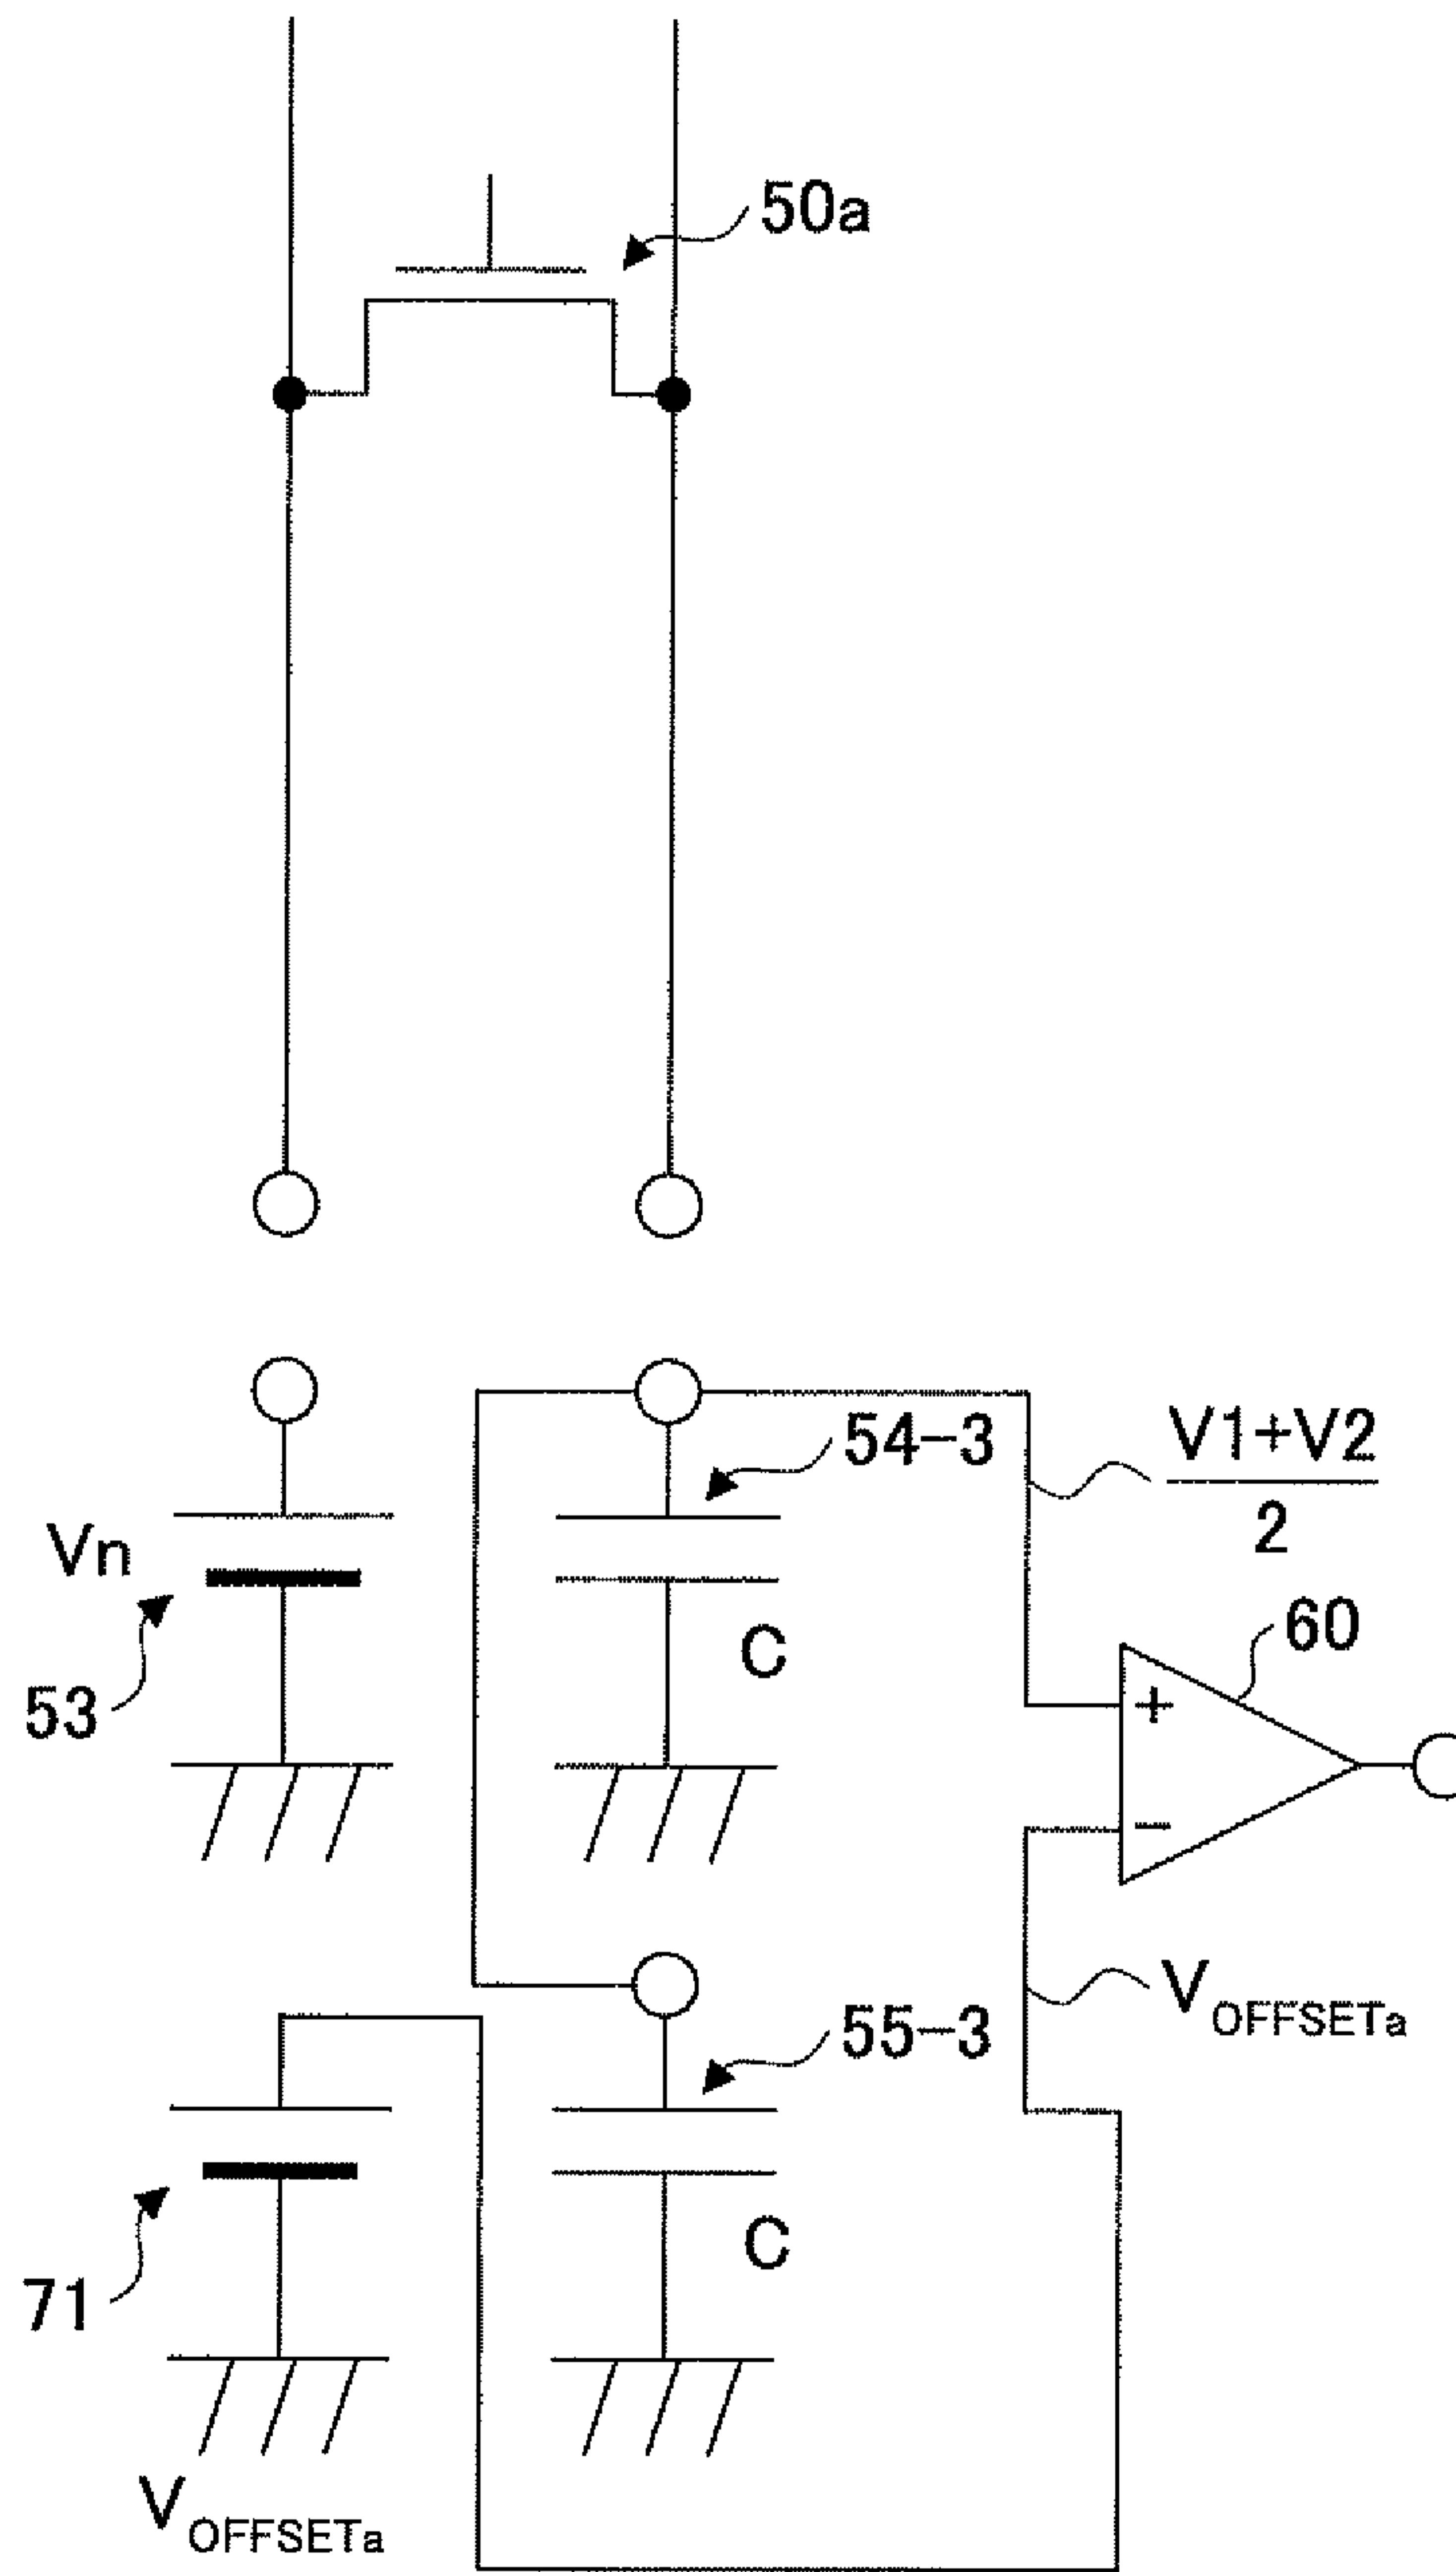 50a
54-3
V1+V2
2
Vn
60
C
+
53
−
55-3
VOFFSETa
C
71
VOFFSETa